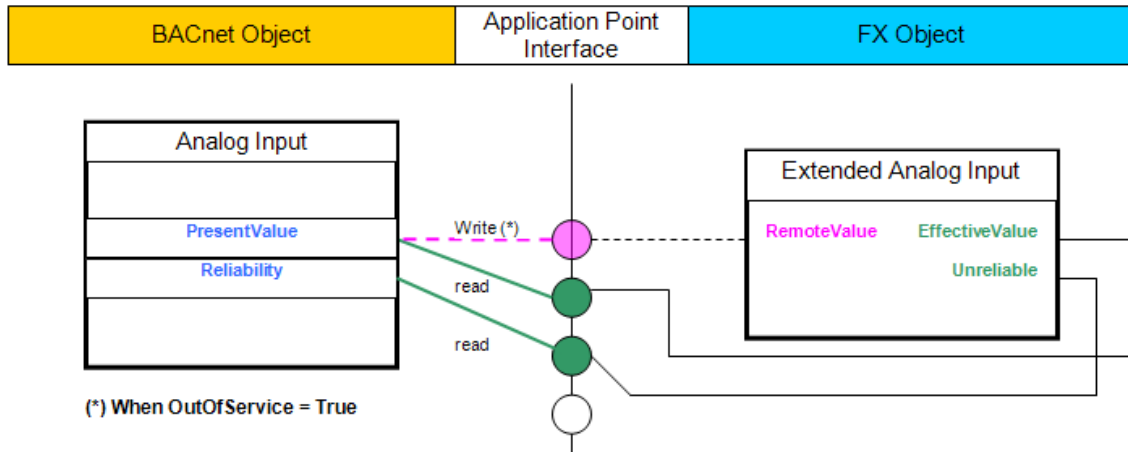 BACnet Object
Application Point
Interface
FX Object
Analog Input
Extended Analog Input
PresentValue
Write (*)
RemoteValue
EffectiveValue
Reliability
read
Unreliable
read
(*) When OutOfService = True